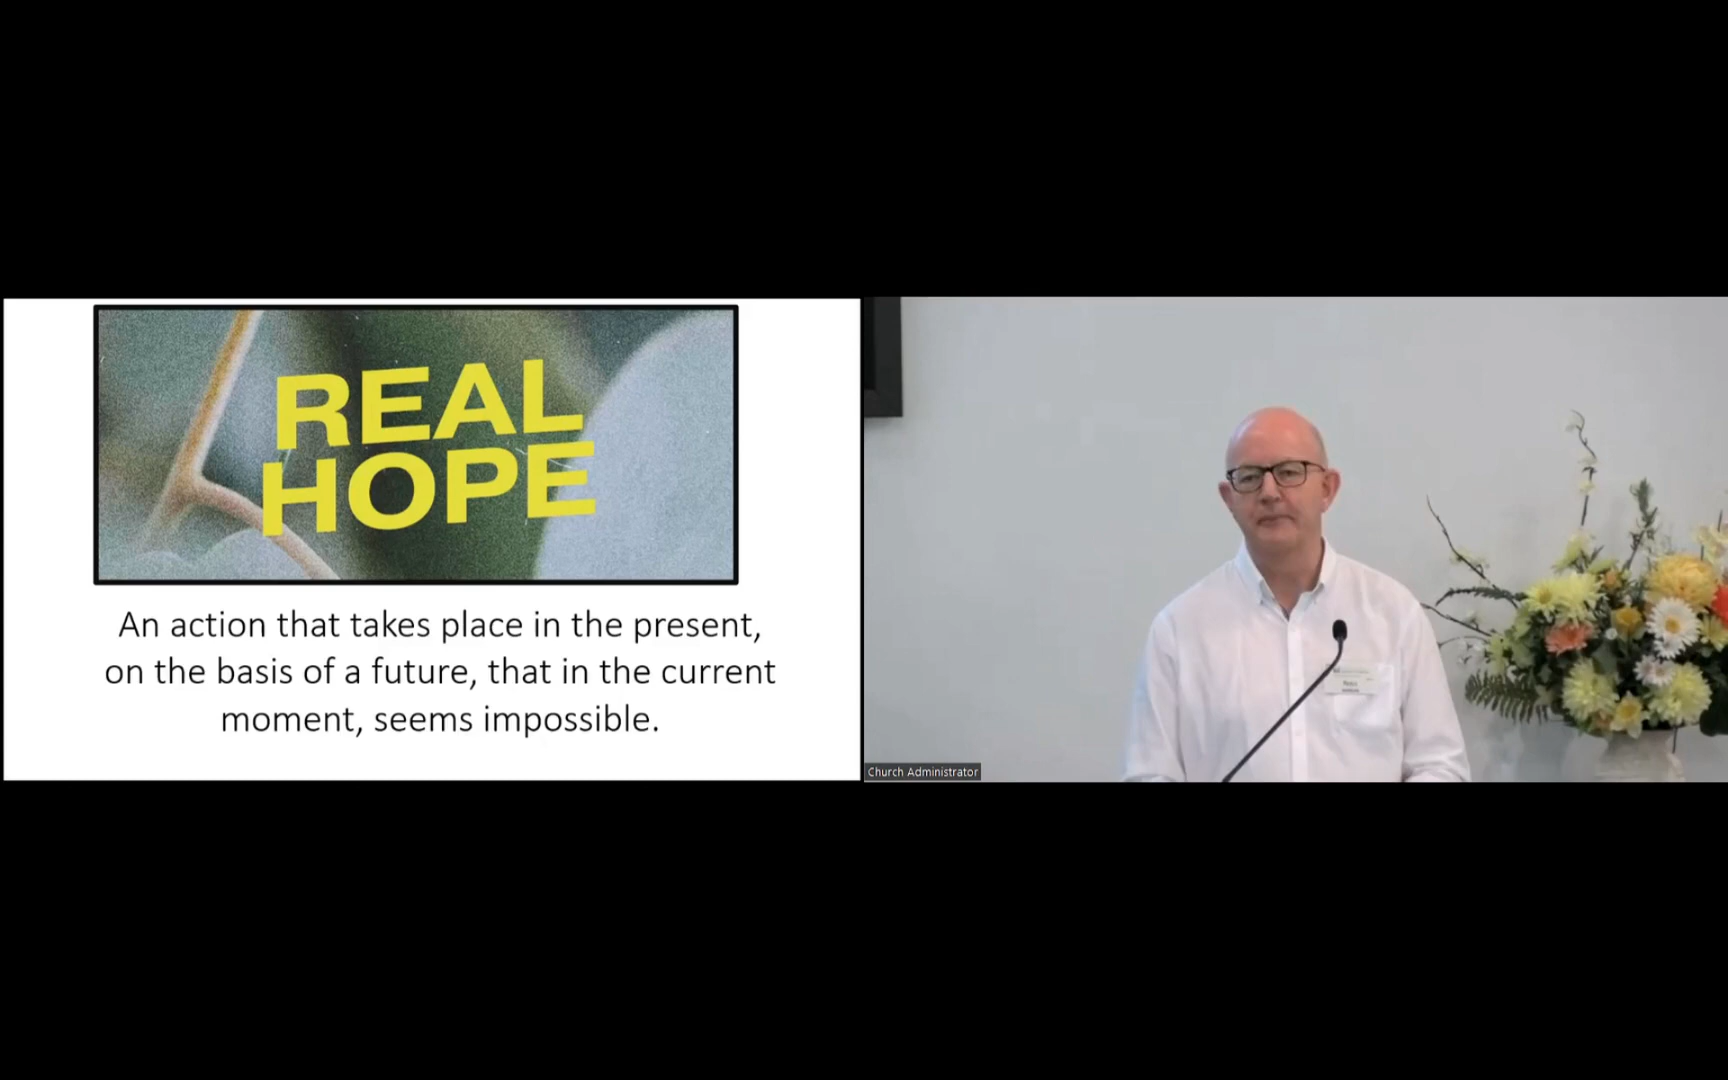 REAL
HOPE
An action that takes place in the present,
on the basis of a future, that in the current
moment, seems impossible.
Church Administrator